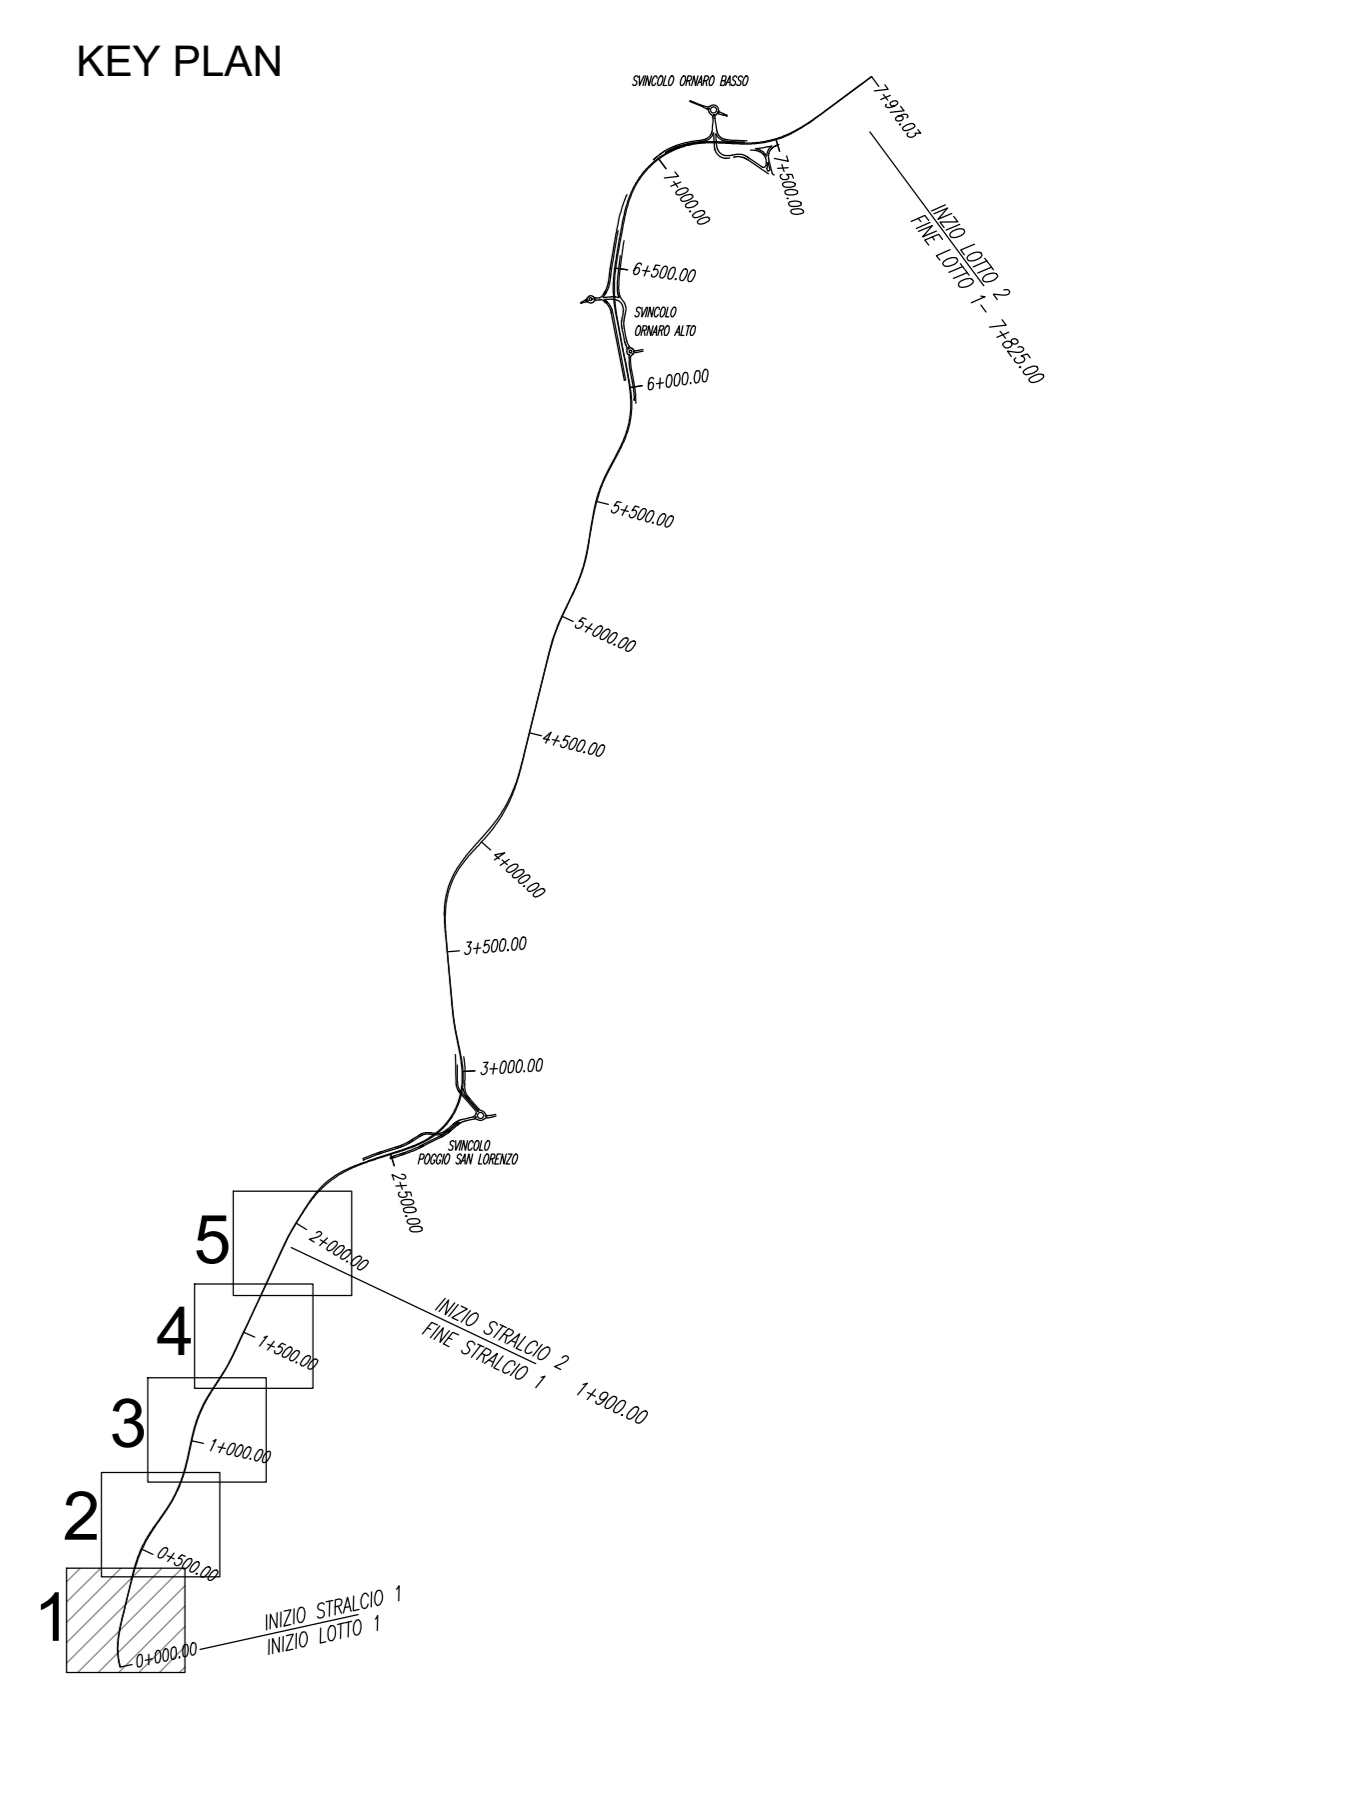 KEY PLAN
SVINCOLO ORNARO BASSO
7+976.03
7+500.00
7+000.00
INZIO LOTTO 2
FINE LOTTO 1- 7+825.00
6+500.00
SVINCOLO
ORNARO ALTO
6+000.00
5+500.00
5+000.00
4+500.00
4+000.00
3+500.00
3+000.00
SVINCOLO
POGGIO SAN LORENZO
2+500.00
5
2+000.00
INIZIO STRALCIO 2
FINE STRALCIO 1 1+900.00
4
1+500.00
3
1+000.00
2
0+500.00
1
INIZIO STRALCIO 1
INIZIO LOTTO 1
0+000.00